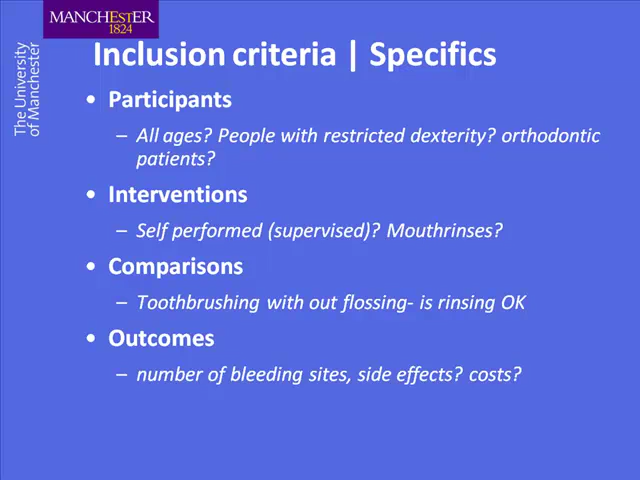 MANCHESTER
1824
The University
of Manchester
Inclusion criteria | Specifics
• Participants
– All ages? People with restricted dexterity? orthodontic
patients?
• Interventions
– Self performed (supervised)? Mouthrinses?
• Comparisons
– Toothbrushing with out flossing- is rinsing OK
• Outcomes
– number of bleeding sites, side effects? costs?